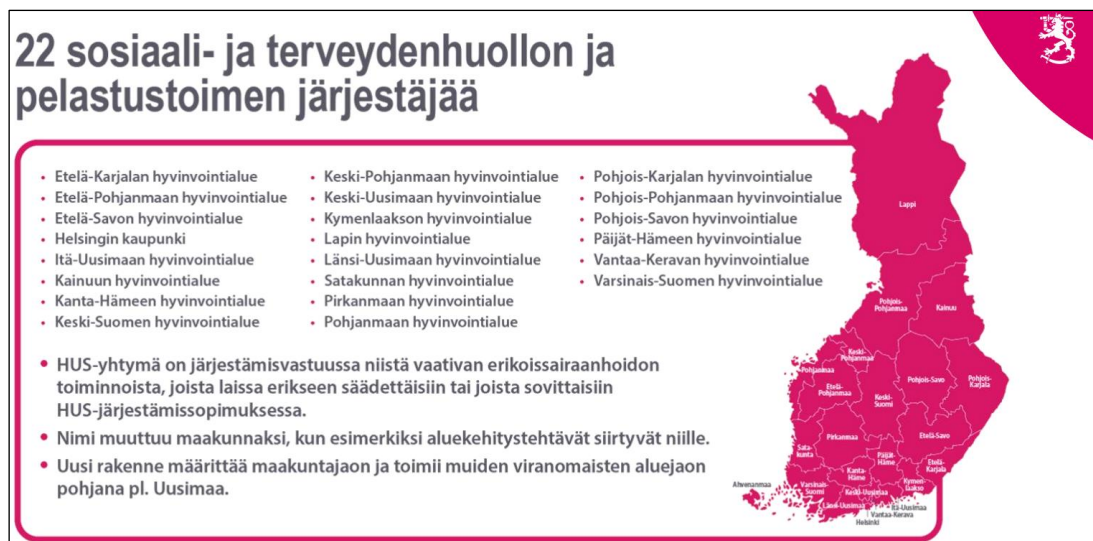 22 sosiaali- ja terveydenhuollon ja
pelastustoimen järjestäjää
• Etelä-Karjalan hyvinvointialue
• Etelä-Pohjanmaan hyvinvointialue
• Etelä-Savon hyvinvointialue
• Helsingin kaupunki
• Itä-Uusimaan hyvinvointialue
• Kainuun hyvinvointialue
• Kanta-Hämeen hyvinvointialue
• Keski-Suomen hyvinvointialue
• Keski-Pohjanmaan hyvinvointialue
• Keski-Uusimaan hyvinvointialue
• Kymenlaakson hyvinvointialue
• Lapin hyvinvointialue
• Länsi-Uusimaan hyvinvointialue
• Satakunnan hyvinvointialue
• Pirkanmaan hyvinvointialue
• Pohjanmaan hyvinvointialue
• Pohjois-Karjalan hyvinvointialue
• Pohjois-Pohjanmaan hyvinvointialue
• Pohjois-Savon hyvinvointialue
• Päijät-Hämeen hyvinvointialue
• Vantaa-Keravan hyvinvointialue
• Varsinais-Suomen hyvinvointialue
• HUS-yhtymä on järjestämisvastuussa niistä vaativan erikoissairaanhoidon
toiminnoista, joista laissa erikseen säädettäisiin tai joista sovittaisiin
HUS-järjestämissopimuksessa.
• Nimi muuttuu maakunnaksi, kun esimerkiksi aluekehitystehtävät siirtyvät niille.
• Uusi rakenne määrittää maakuntajaon ja toimii muiden viranomaisten aluejaon
pohjana pl. Uusimaa.
Lappi
Pohjois-
Pohjanmaa
Kainuu
Keski-
Pohjanmaa
Pohjanmaa
Etelä-
Pohjanmaa
Keski-
Suomi
Pohjois-Savo
Pohjois-
Karjala
Pirkanmaa
Etelä-Savo
Sata-
kunta
Päijät-
Häme
Kanta-
Häme
Etelä-
Karjala
Kymen-
laakso
Ahvenanmaa
Varsinais-
Suomi
Keski-Uusimaa
Länsi-Uusimaa
Itä-Uusimaa
Vantaa-Kerava
Helsinki